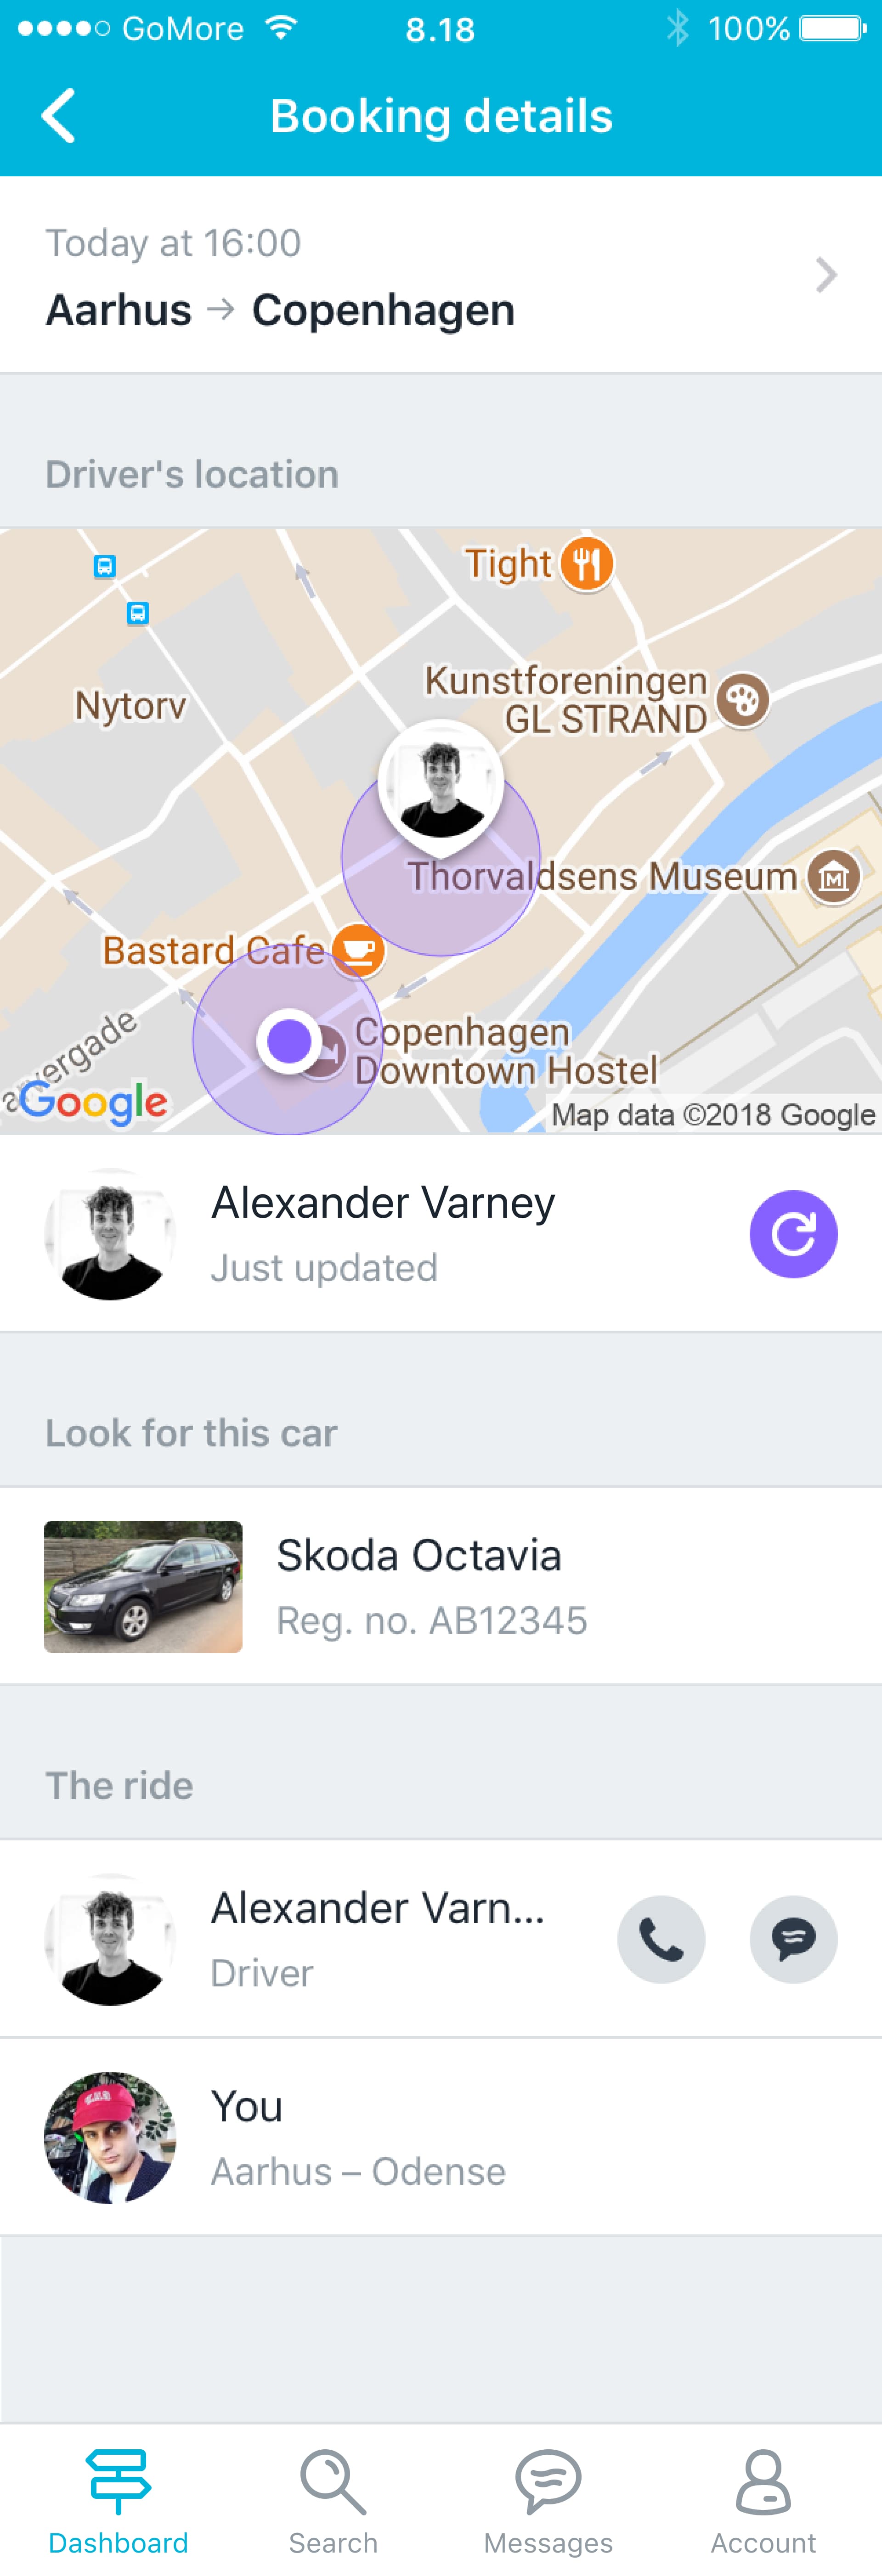 GoMore
8.18
100%
Booking details
Today at 16:00
Aarhus → Copenhagen
Driver's location
Tight
Kunstforeningen
GL STRAND
Nytorv
Thorvaldsens Museum
Bastard Cafe
Copenhagen
Downtown Hostel
Google
Map data ©2018 Google
Alexander Varney
Just updated
Look for this car
Skoda Octavia
Reg. no. AB12345
The ride
Alexander Varn...
Driver
You
Aarhus – Odense
Dashboard
Search
Messages
Account